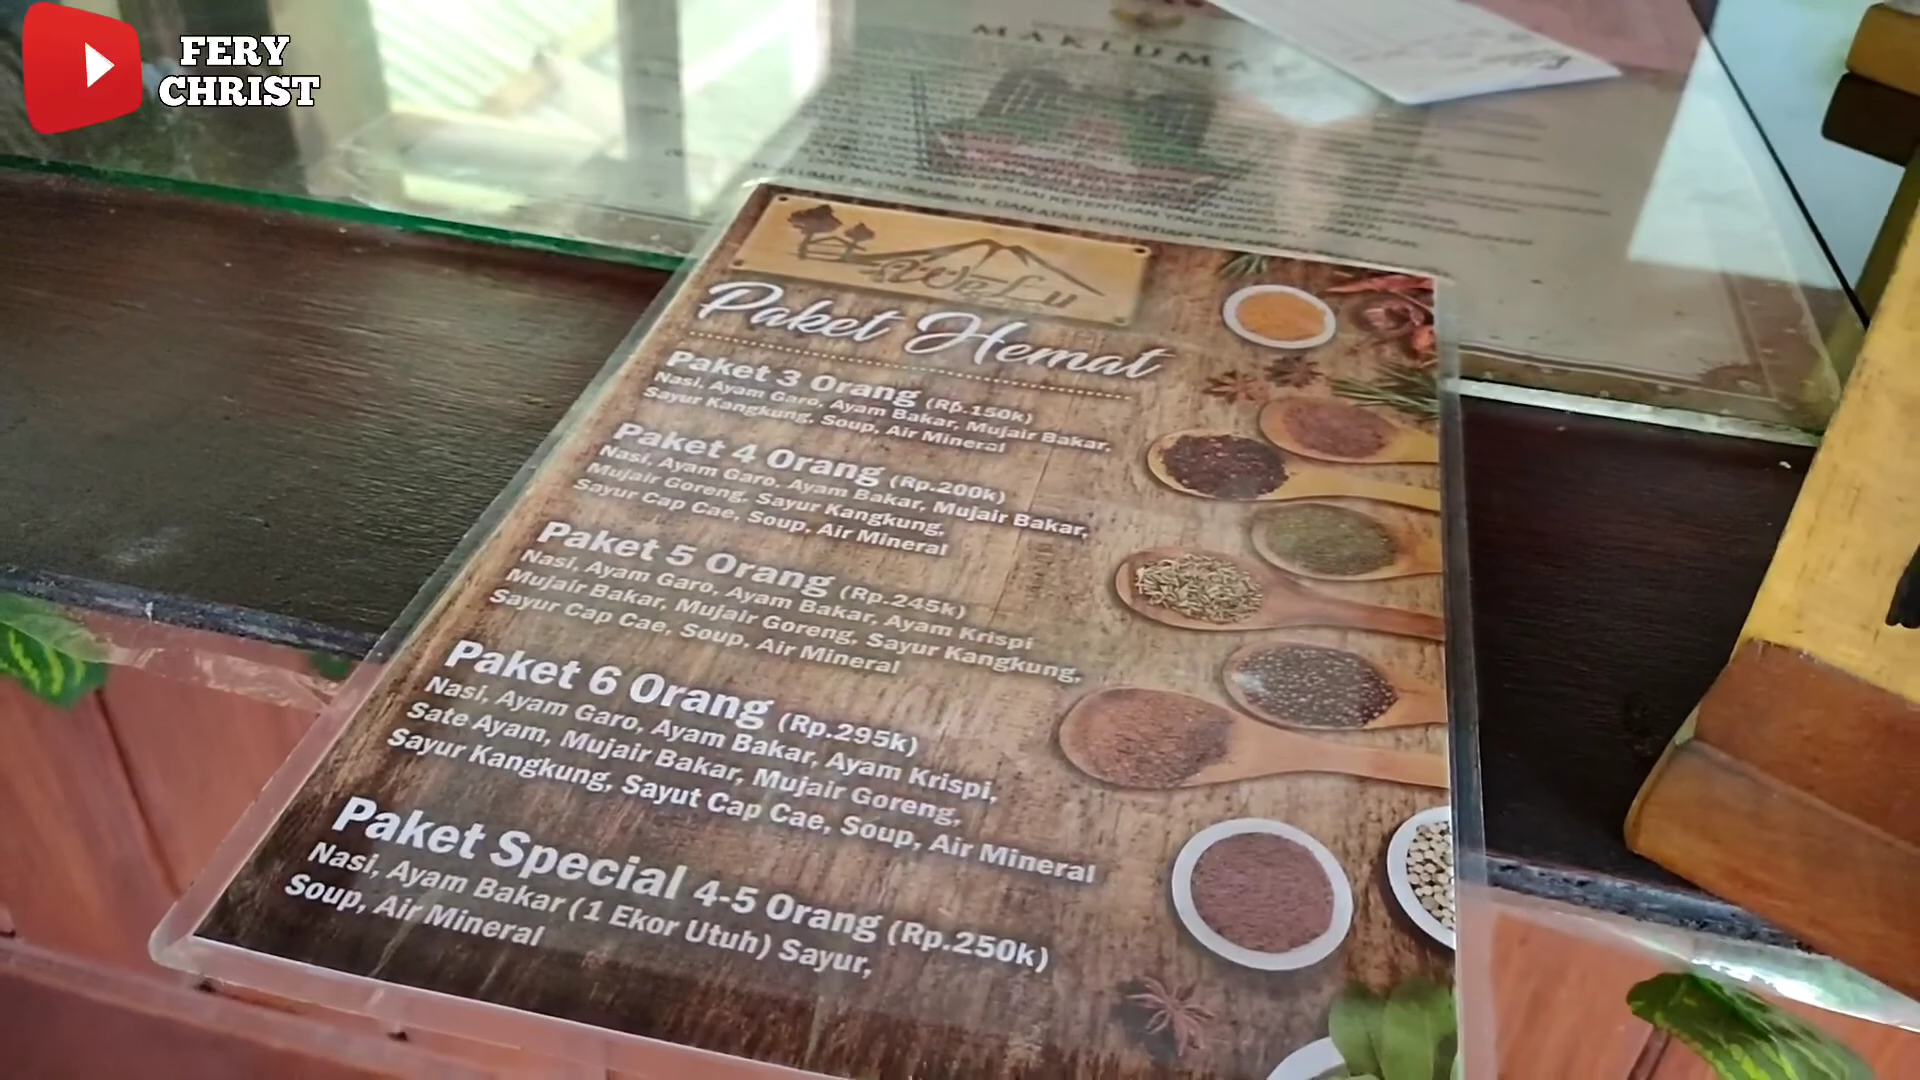 FERY
CHRIST
MAKLUMA
Paket Hemat
Paket 3 Orang (Rp.150k)
Nasi, Ayam Garo, Ayam Bakar, Mujair Bakar,
Sayur Kangkung, Soup, Air Mineral
Paket 4 Orang (Rp.200k)
Nasi, Ayam Garo. Ayam Bakar, Mujair Bakar,
Mujair Goreng, Sayur Kangkung,
Sayur Cap Cae, Soup, Air Mineral
Paket 5 Orang (Rp.245k)
Nasi, Ayam Garo, Ayam Bakar, Ayam Krispi
Mujair Bakar, Mujair Goreng, Sayur Kangkung,
Sayur Cap Cae, Soup, Air Mineral
Paket 6 Orang (Rp.295k)
Nasi, Ayam Garo, Ayam Bakar, Ayam Krispi,
Sate Ayam, Mujair Bakar, Mujair Goreng,
Sayur Kangkung, Sayut Cap Cae, Soup, Air Mineral
Paket Special 4-5 Orang (Rp.250k)
Nasi, Ayam Bakar (1 Ekor Utuh) Sayur,
Soup, Air Mineral